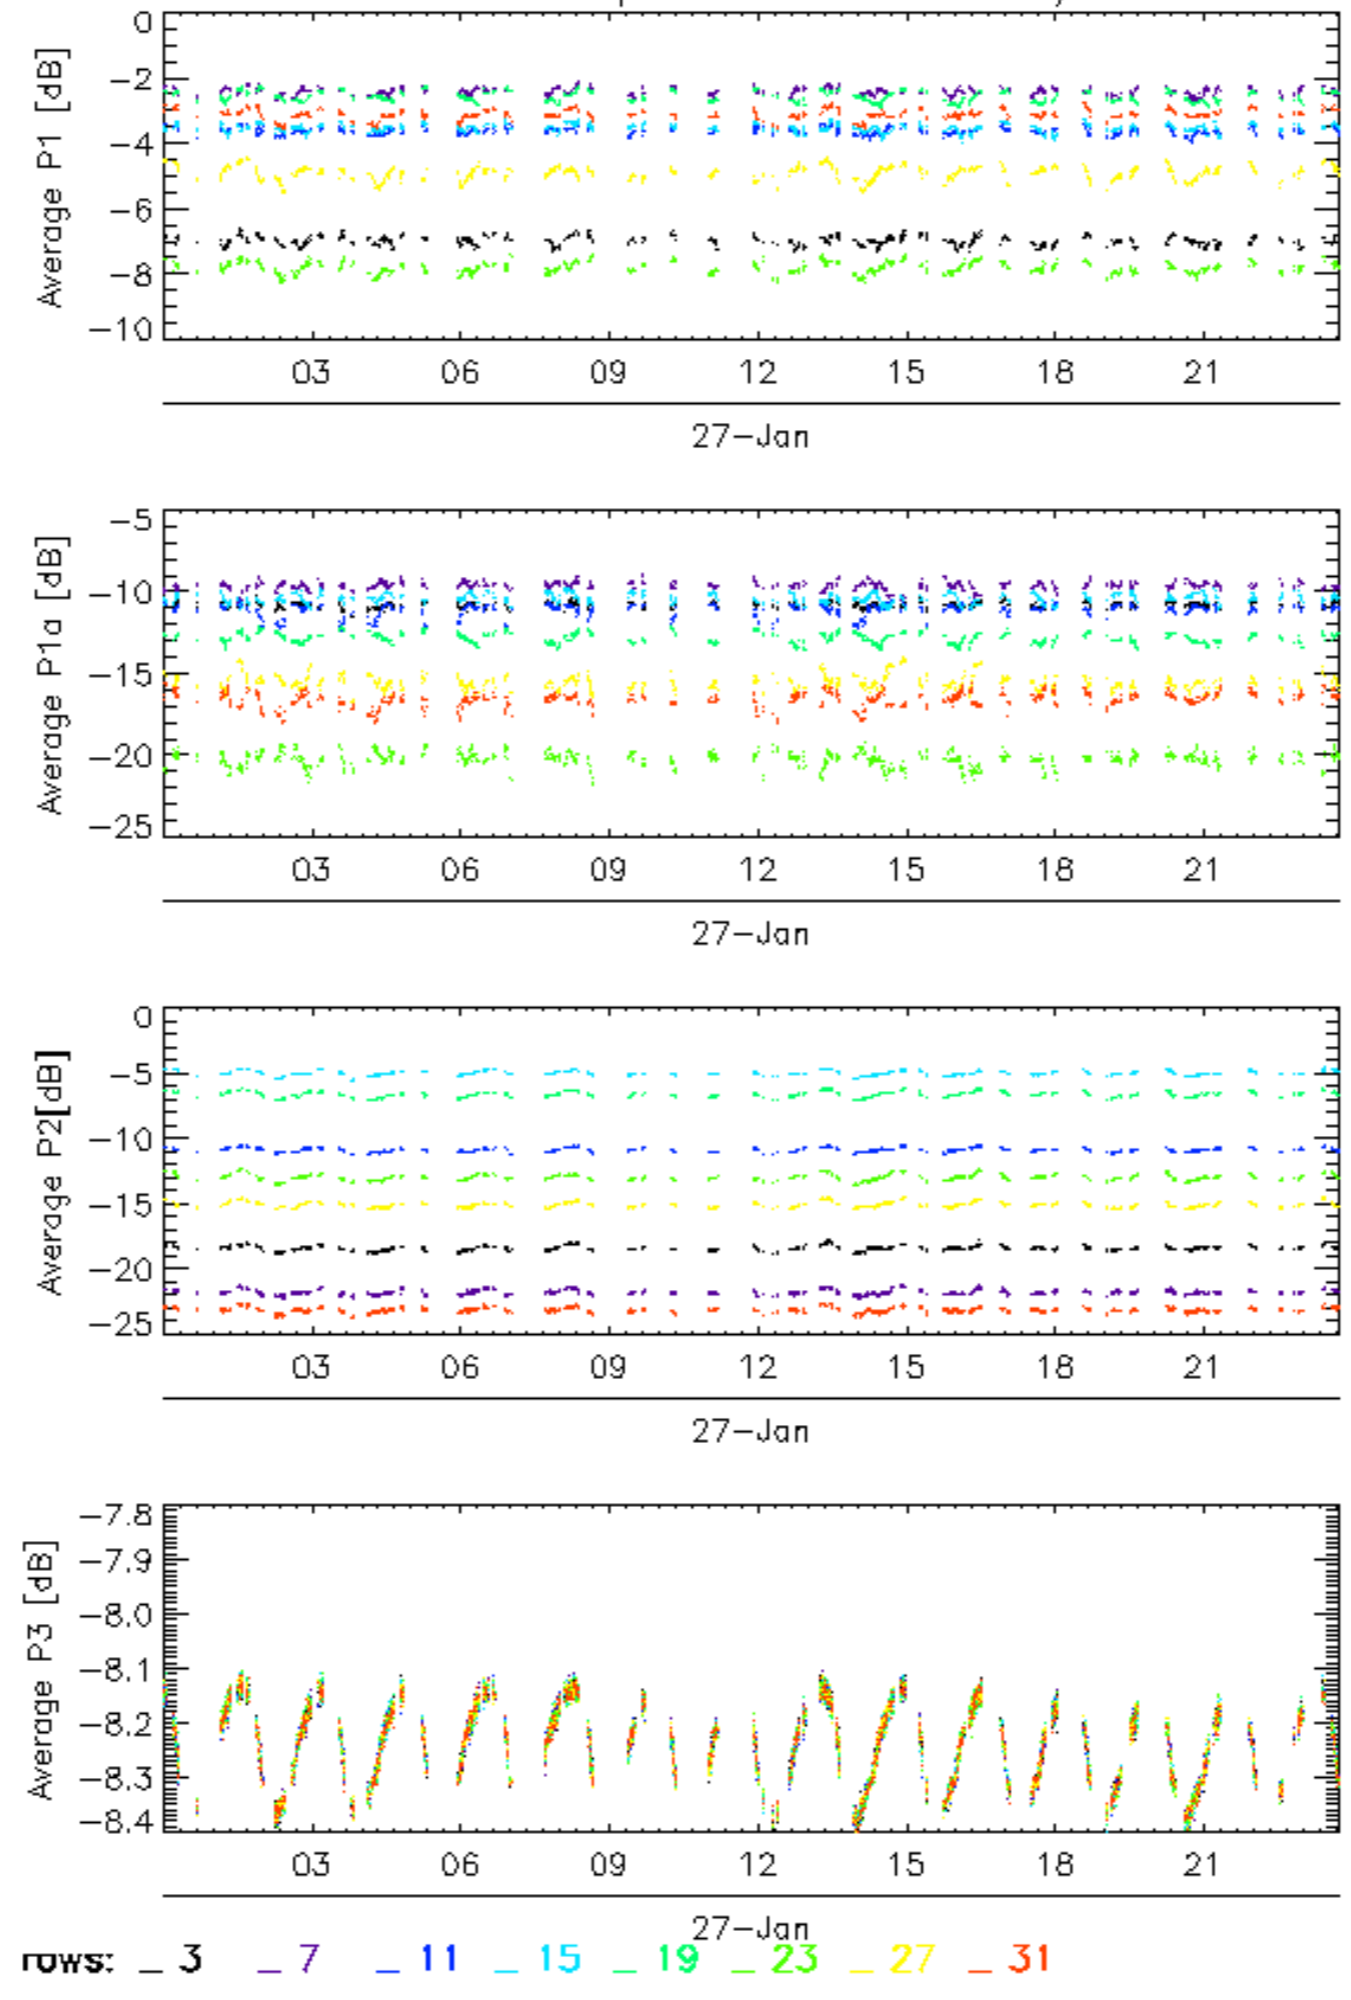 Average P1 [dB]
0
−2
−4
−6
−8
−10
03 06 09 12 15 18 21
27−Jan
Average P1a [dB]
−5
−10
−15
−20
−25
03 06 09 12 15 18 21
27−Jan
Average P2[dB]
0
−5
−10
−15
−20
−25
03 06 09 12 15 18 21
27−Jan
Average P3 [dB]
−7.8
−7.9
−8.0
−8.1
−8.2
−8.3
−8.4
03 06 09 12 15 18 21
27−Jan
rows: _ 3 _ 7 _ 11 _ 15 _ 19 _ 23 _ 27 _ 31